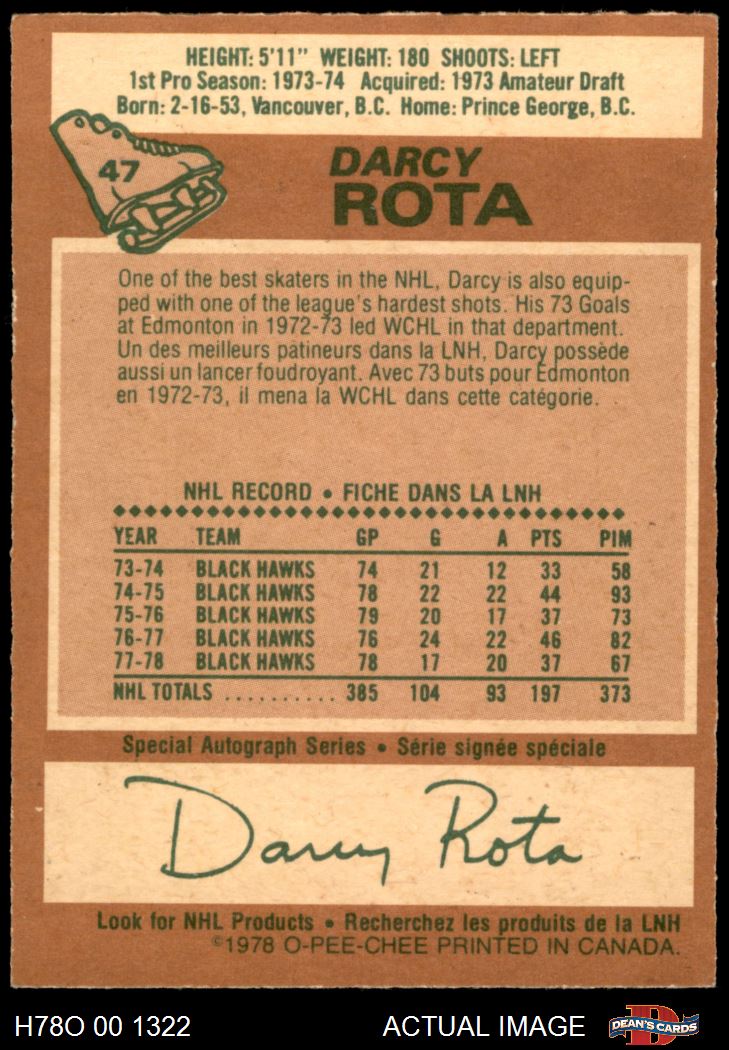 HEIGHT: 5'11" WEIGHT: 180 SHOOTS: LEFT
1st Pro Season: 1973-74 Acquired: 1973 Amateur Draft
Born: 2-16-53, Vancouver, B.C. Home: Prince George, B.C.
47
DARCY
ROTA
One of the best skaters in the NHL, Darcy is also equip-
ped with one of the league's hardest shots. His 73 Goals
at Edmonton in 1972-73 led WCHL in that department.
Un des meilleurs patineurs dans la LNH, Darcy possède
aussi un lancer foudroyant. Avec 73 buts pour Edmonton
en 1972-73, il mena la WCHL dans cette catégorie.
NHL RECORD • FICHE DANS LA LNH
YEAR TEAM GP G A PTS PIM
73-74 BLACK HAWKS 74 21 12 33 58
74-75 BLACK HAWKS 78 22 22 44 93
75-76 BLACK HAWKS 79 20 17 37 73
76-77 BLACK HAWKS 76 24 22 46 82
77-78 BLACK HAWKS 78 17 20 37 67
NHL TOTALS .......... 385 104 93 197 373
Special Autograph Series • Série signée spéciale
Darcy Rota
Look for NHL Products • Recherchez les produits de la LNH
©1978 O-PEE-CHEE PRINTED IN CANADA.
H78O 00 1322 ACTUAL IMAGE DEAN'S CARDS